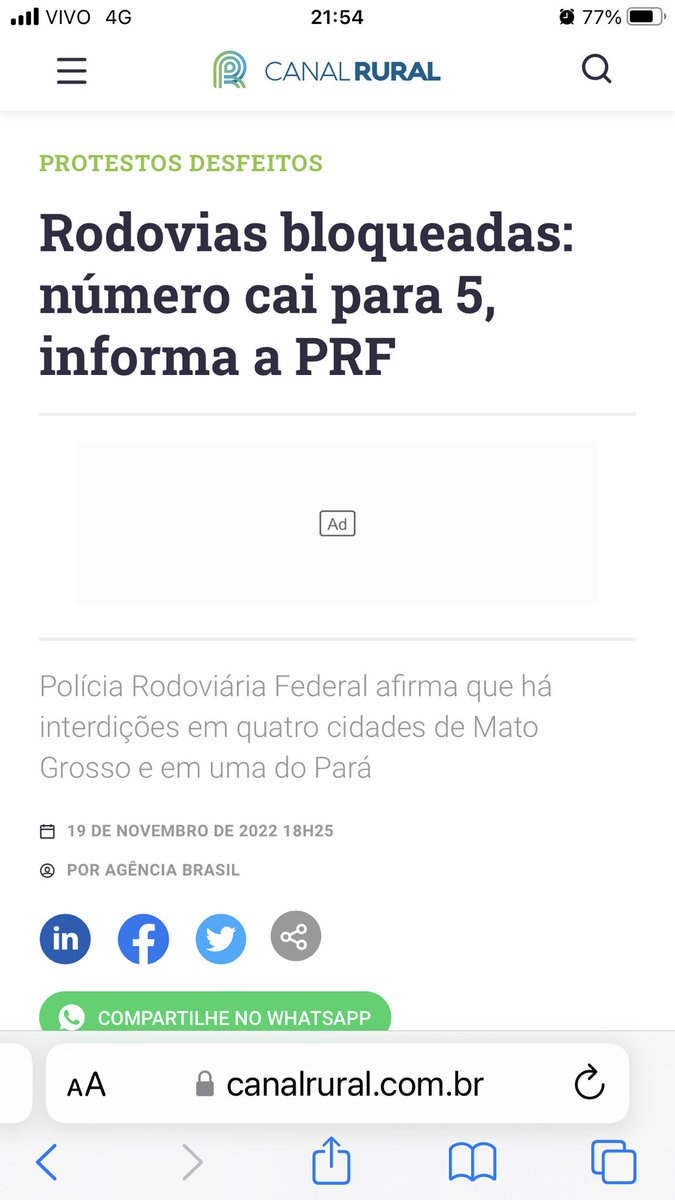 VIVO 4G 21:54 77%
CANAL RURAL
PROTESTOS DESFEITOS
Rodovias bloqueadas:
número cai para 5,
informa a PRF
Ad
Polícia Rodoviária Federal afirma que há
interdições em quatro cidades de Mato
Grosso e em uma do Pará
19 DE NOVEMBRO DE 2022 18H25
POR AGÊNCIA BRASIL
in
COMPARTILHE NO WHATSAPP
AA canalrural.com.br